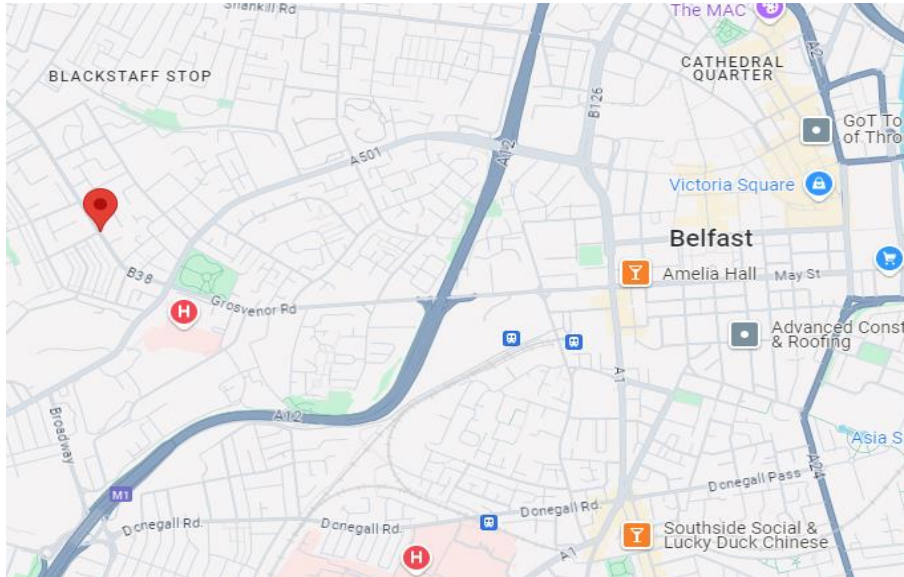 Shankill Rd
The MAC
A2
BLACKSTAFF STOP
CATHEDRAL
QUARTER
B126
GoT To
of Thro
A12
A501
Victoria Square
Belfast
B38
Amelia Hall
May St
Grosvenor Rd
H
Advanced Const
& Roofing
A1
A12
Broadway
Asia S
A24
M1
Donegall Pass
Donegall Rd.
Donegall Rd.
Donegall Rd.
Southside Social &
Lucky Duck Chinese
A1
H